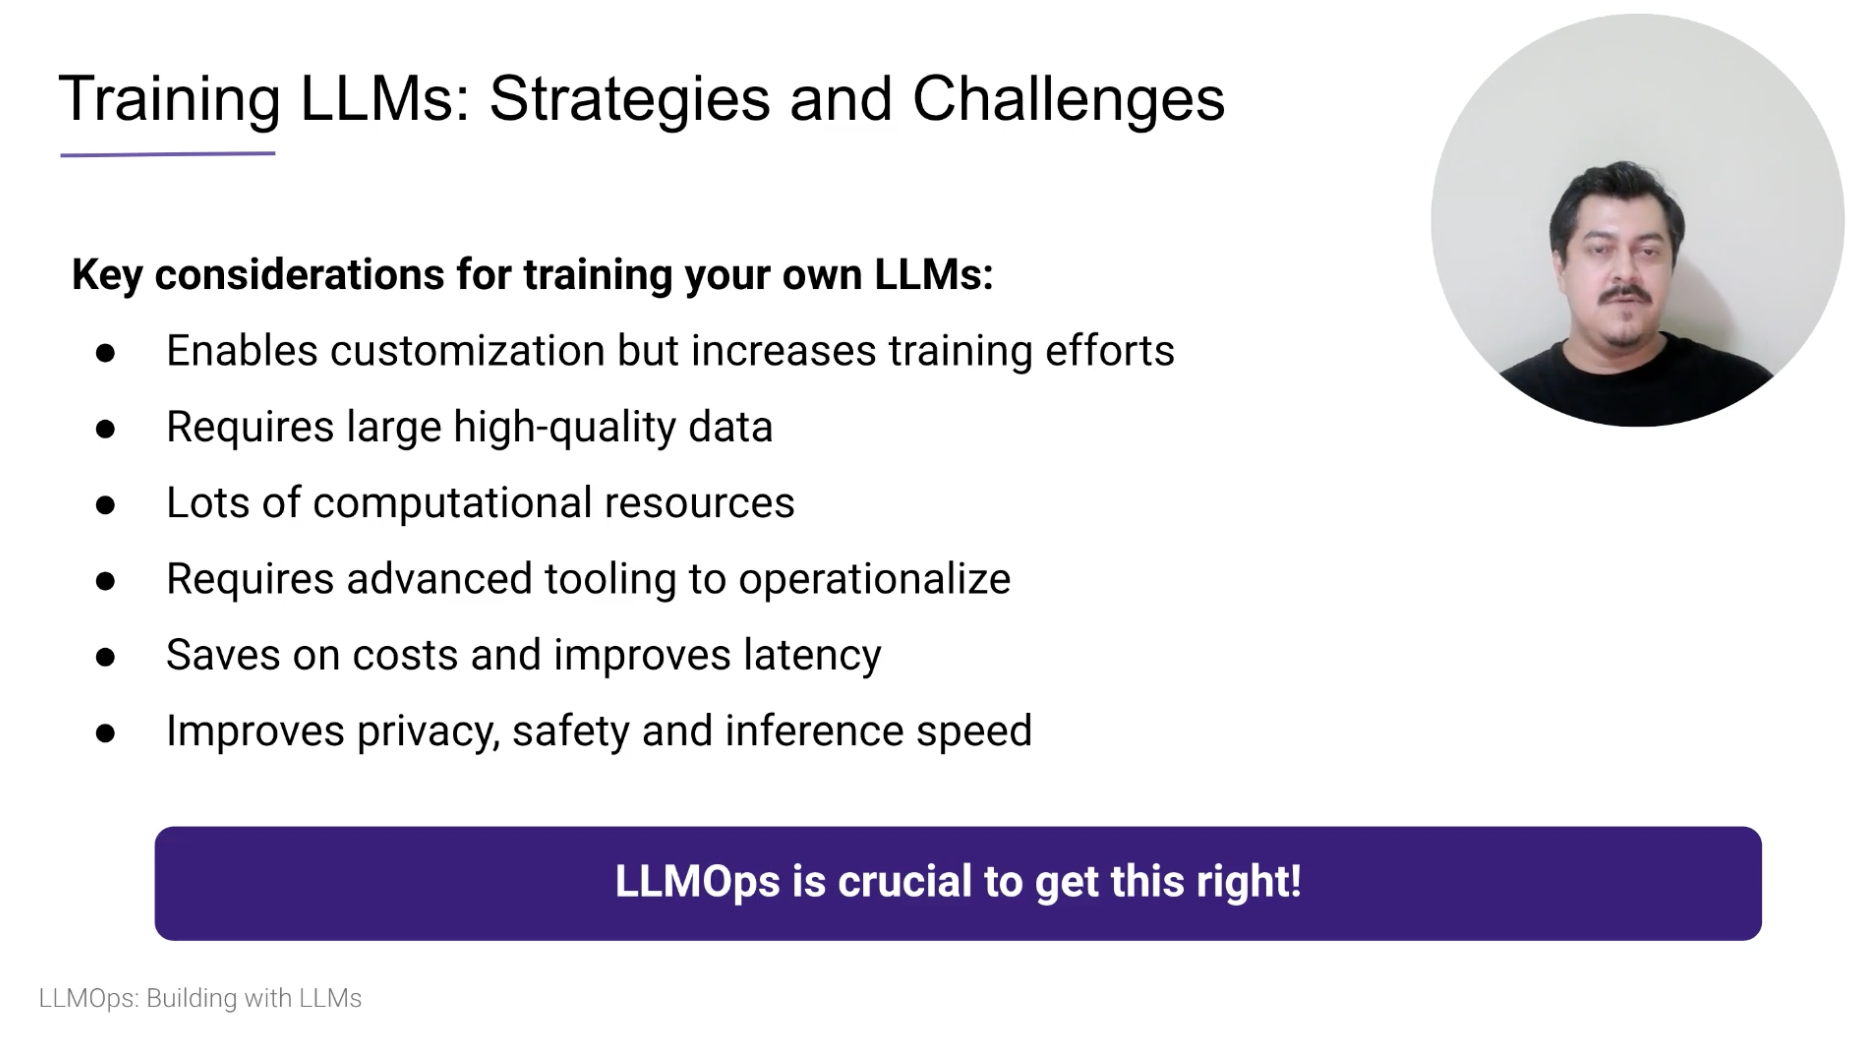 Training LLMs: Strategies and Challenges
Key considerations for training your own LLMs:
● Enables customization but increases training efforts
● Requires large high-quality data
● Lots of computational resources
● Requires advanced tooling to operationalize
● Saves on costs and improves latency
● Improves privacy, safety and inference speed
LLMOps is crucial to get this right!
LLMOps: Building with LLMs